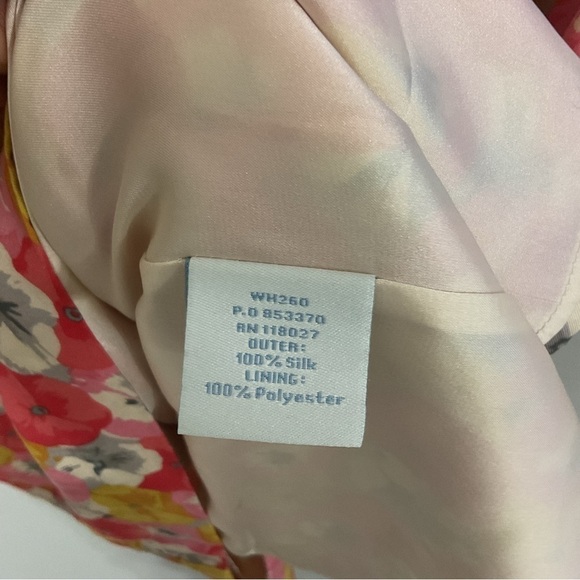 WH260
P.O 853370
RN 118027
OUTER:
100% Silk
LINING:
100% Polyester